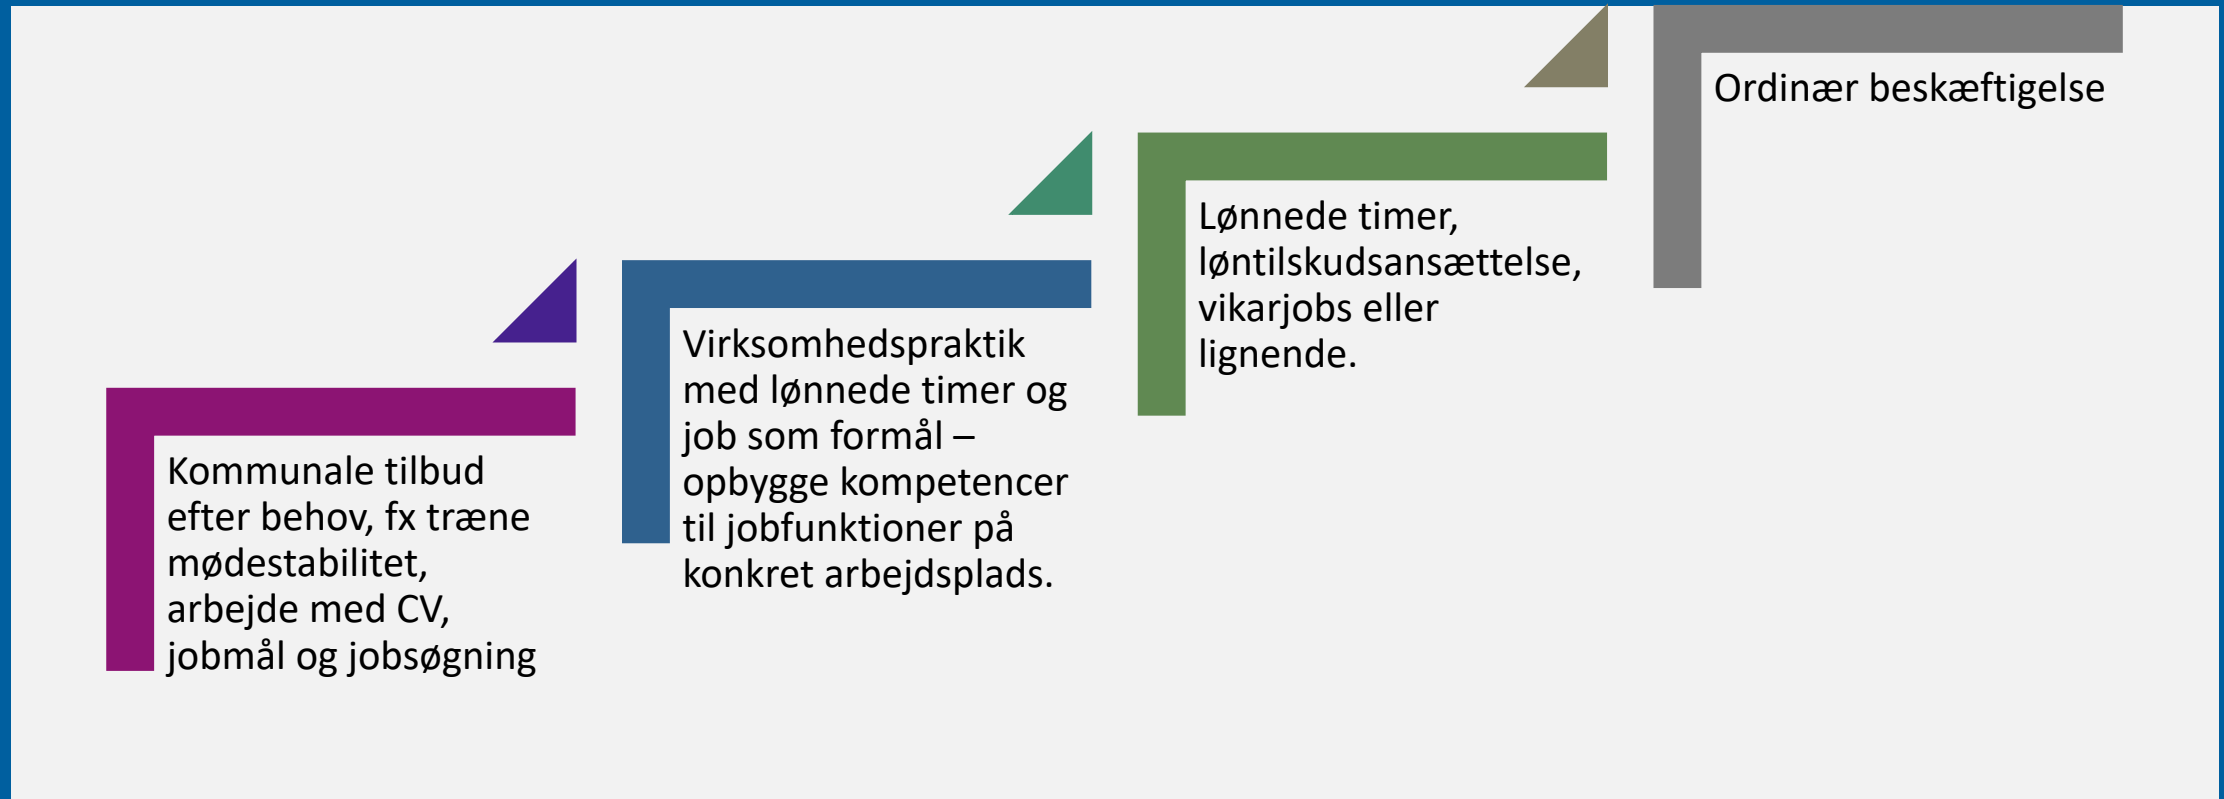 Kommunale tilbud
efter behov, fx træne
mødestabilitet,
arbejde med CV,
jobmål og jobsøgning
Virksomhedspraktik
med lønnede timer og
job som formål –
opbygge kompetencer
til jobfunktioner på
konkret arbejdsplads.
Lønnede timer,
løntilskudsansættelse,
vikarjobs eller
lignende.
Ordinær beskæftigelse